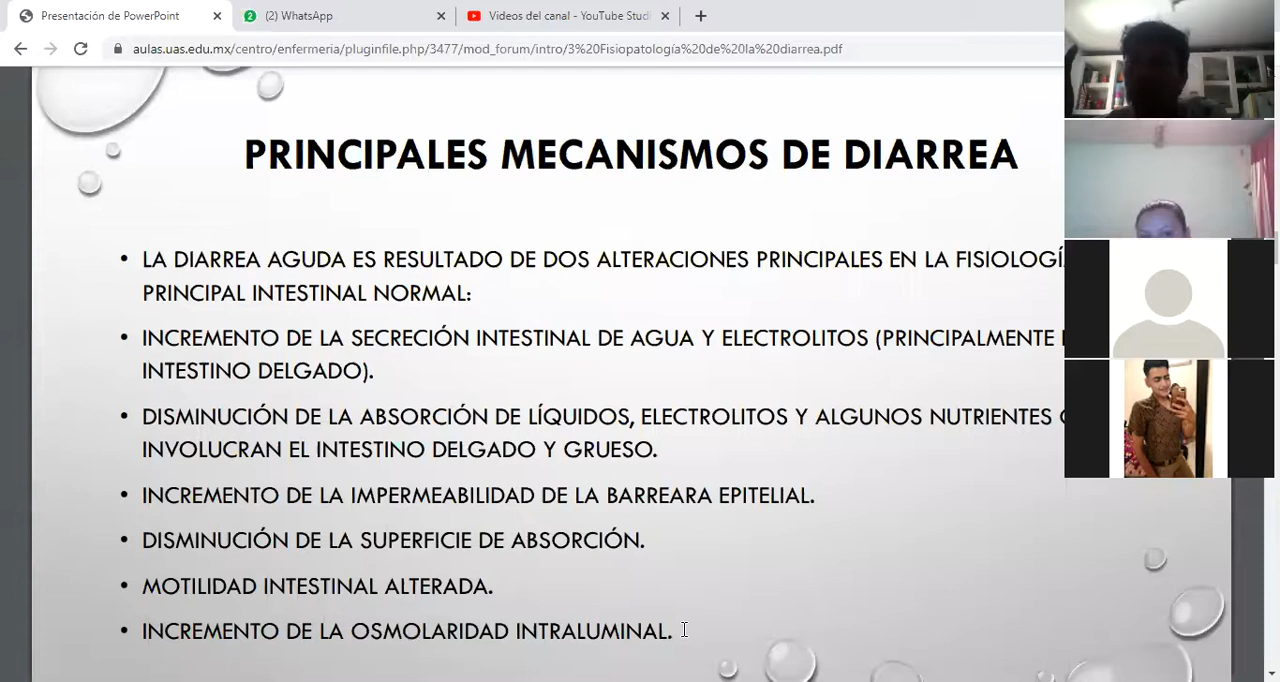 Presentación de PowerPoint
2
(2) WhatsApp
Videos del canal - YouTube Studi
aulas.uas.edu.mx/centro/enfermeria/pluginfile.php/3477/mod_forum/intro/3%20Fisiopatología%20de%20la%20diarrea.pdf
PRINCIPALES MECANISMOS DE DIARREA
• LA DIARREA AGUDA ES RESULTADO DE DOS ALTERACIONES PRINCIPALES EN LA FISIOLOGÍ
PRINCIPAL INTESTINAL NORMAL:
• INCREMENTO DE LA SECRECIÓN INTESTINAL DE AGUA Y ELECTROLITOS (PRINCIPALMENTE
INTESTINO DELGADO).
• DISMINUCIÓN DE LA ABSORCIÓN DE LÍQUIDOS, ELECTROLITOS Y ALGUNOS NUTRIENTES
INVOLUCRAN EL INTESTINO DELGADO Y GRUESO.
• INCREMENTO DE LA IMPERMEABILIDAD DE LA BARREARA EPITELIAL.
• DISMINUCIÓN DE LA SUPERFICIE DE ABSORCIÓN.
• MOTILIDAD INTESTINAL ALTERADA.
• INCREMENTO DE LA OSMOLARIDAD INTRALUMINAL.